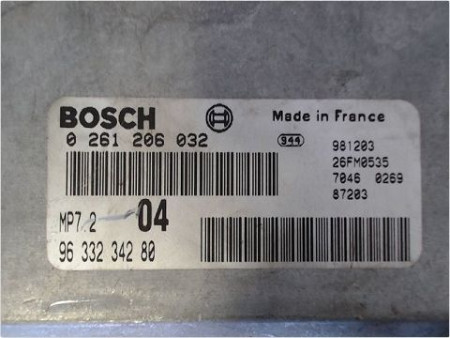 BOSCH Made in France
0 261 206 032 944 981203
26FM0535
7046 0269
87203
MP7.2 04
96 332 342 80